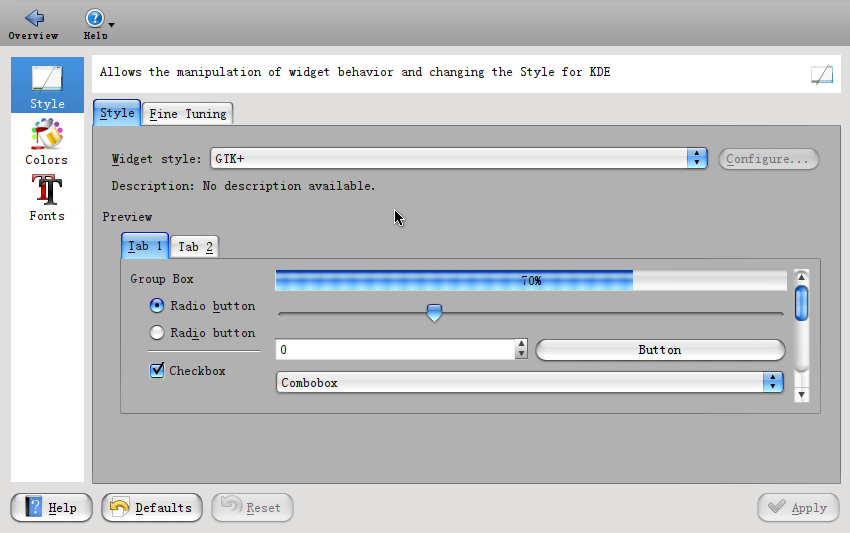 Overview Help
Allows the manipulation of widget behavior and changing the Style for KDE
Style
Colors
Fonts
Style Fine Tuning
Widget style: GTK+ Configure...
Description: No description available.
Preview
Tab 1 Tab 2
Group Box 70%
Radio button
Radio button
0 Button
Checkbox
Combobox
Help Defaults Reset Apply